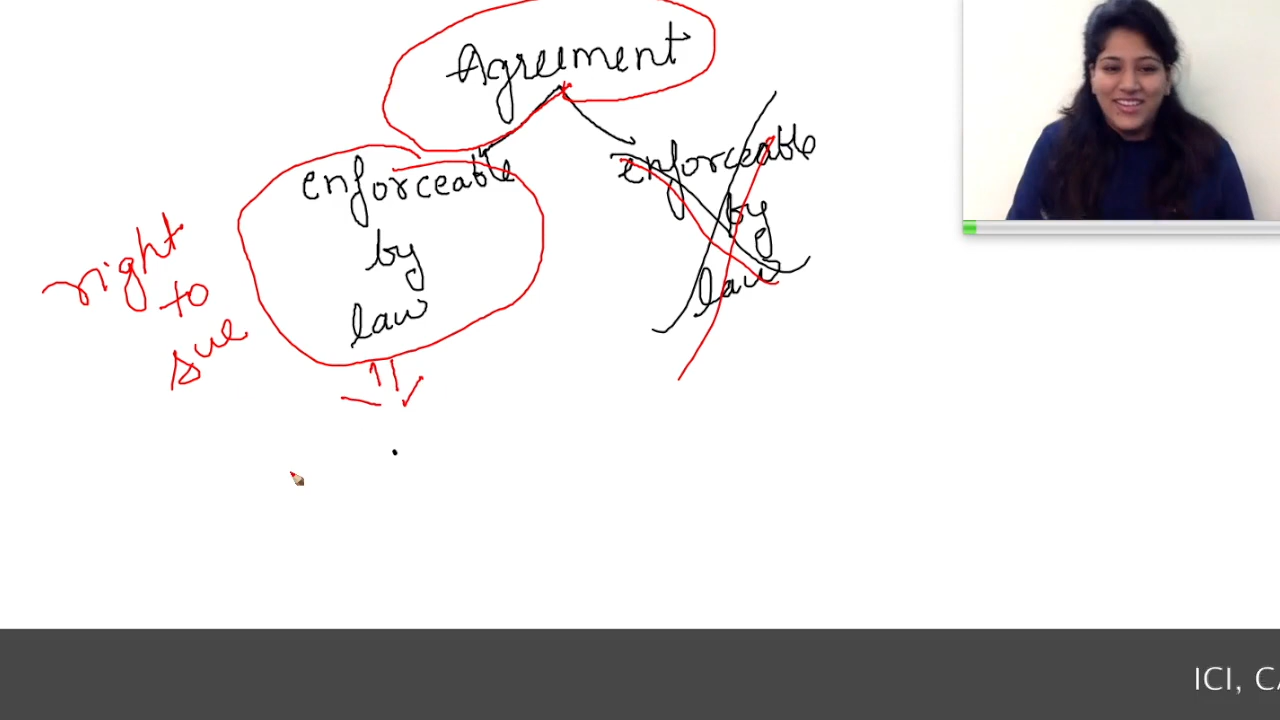 Agreement
enforceable
by
law
enforceable
by
law
right
to
sue
ICI, CA